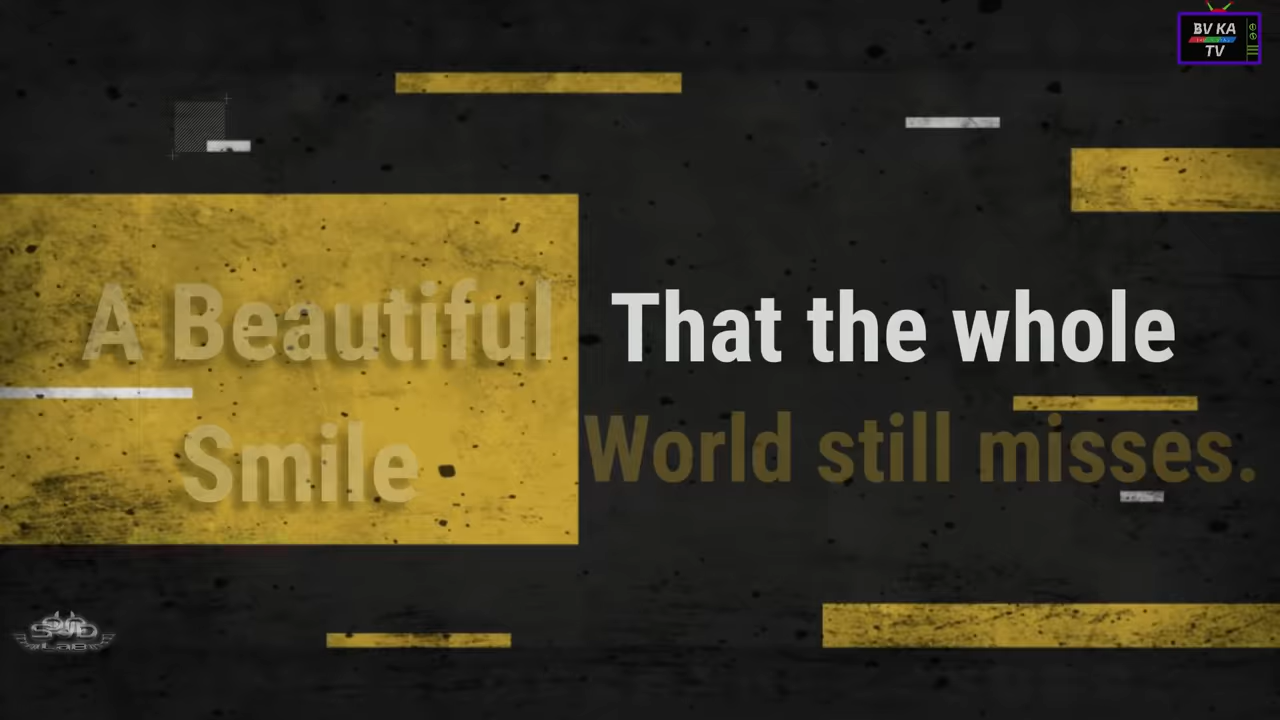 BV KA
TV
A Beautiful
Smile
That the whole
World still misses.